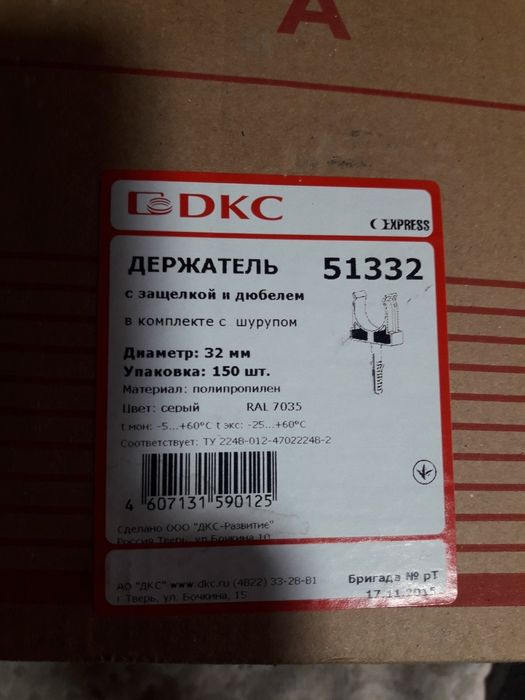 A
DKC
EXPRESS
ДЕРЖАТЕЛЬ 51332
с защелкой и дюбелем
в комплекте с шурупом
Диаметр: 32 мм
Упаковка: 150 шт.
Материал: полипропилен
Цвет: серый RAL 7035
t мон: -5...+60°C t экс: -25...+60°C
Соответствует: ТУ 2248-012-47022248-2
4 607131 590125
Сделано ООО "ДКС-Развитие"
Россия Тверь, ул.Бочкина 10
АО "ДКС" www.dkc.ru (4822) 33-28-81
г Тверь, ул. Бочкина, 15
Бригада № рТ
17.11.2015